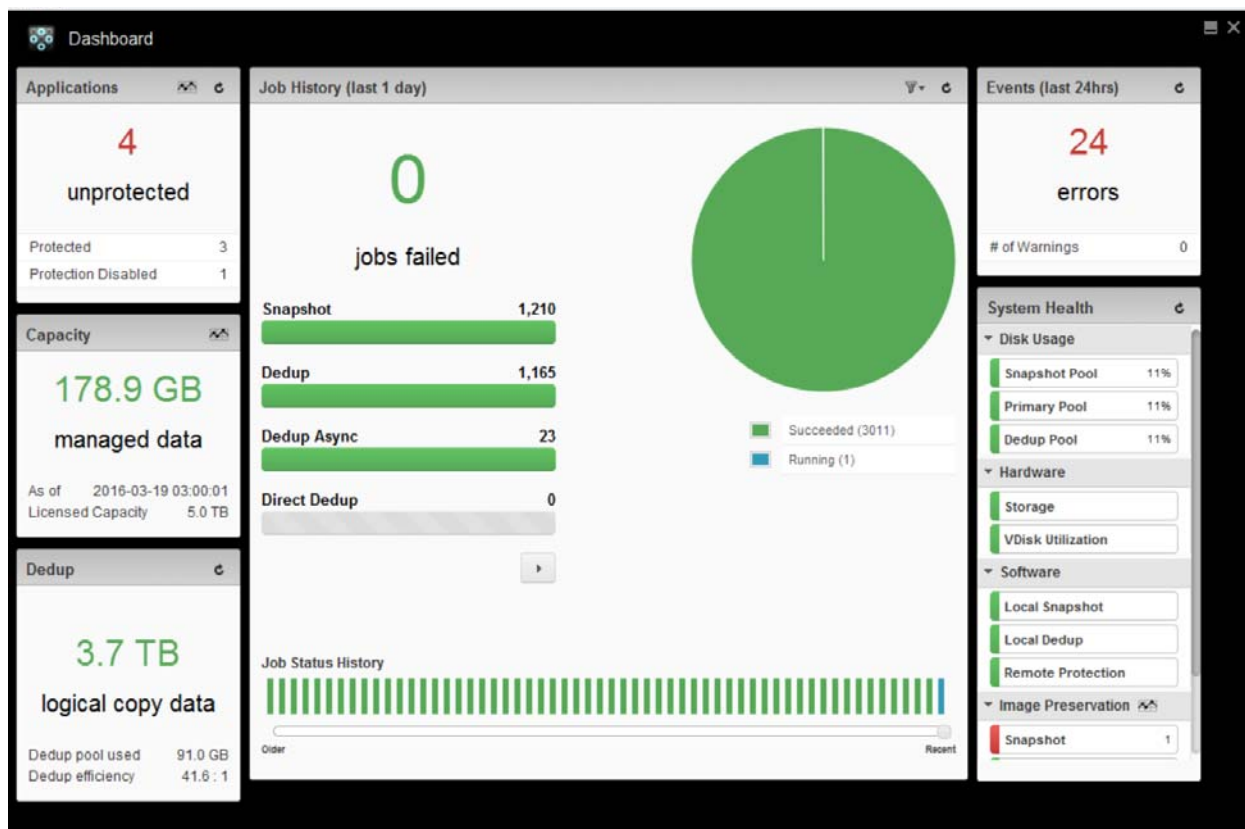 Dashboard
Applications
4
unprotected
Protected 3
Protection Disabled 1
Capacity
178.9 GB
managed data
As of 2016-03-19 03:00:01
Licensed Capacity 5.0 TB
Dedup
3.7 TB
logical copy data
Dedup pool used 91.0 GB
Dedup efficiency 41.6 : 1
Job History (last 1 day)
0
jobs failed
Snapshot 1,210
Dedup 1,165
Dedup Async 23
Direct Dedup 0
Succeeded (3011)
Running (1)
Job Status History
Older Recent
Events (last 24hrs)
24
errors
# of Warnings 0
System Health
Disk Usage
Snapshot Pool 11%
Primary Pool 11%
Dedup Pool 11%
Hardware
Storage
VDisk Utilization
Software
Local Snapshot
Local Dedup
Remote Protection
Image Preservation
Snapshot 1